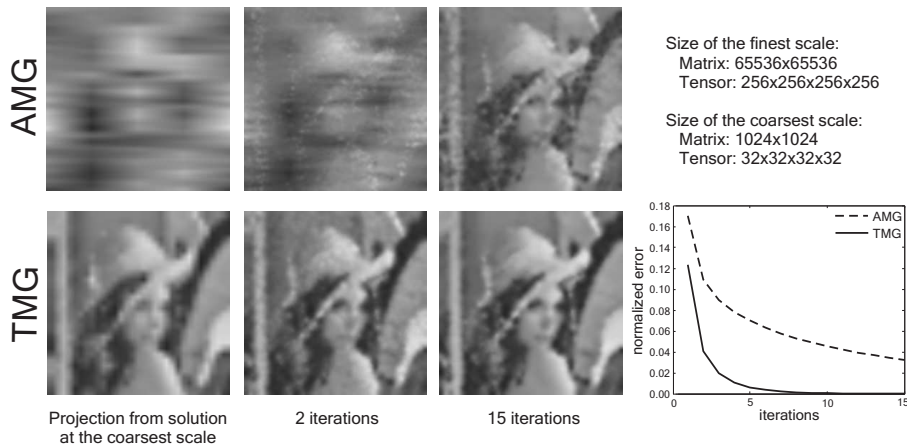 AMG
Size of the finest scale:
Matrix: 65536x65536
Tensor: 256x256x256x256
Size of the coarsest scale:
Matrix: 1024x1024
Tensor: 32x32x32x32
TMG
0.18
0.16
0.14
0.12
0.10
0.08
0.06
0.04
0.02
0.00
normalized error
AMG
TMG
0
5
10
15
iterations
Projection from solution
at the coarsest scale
2 iterations
15 iterations